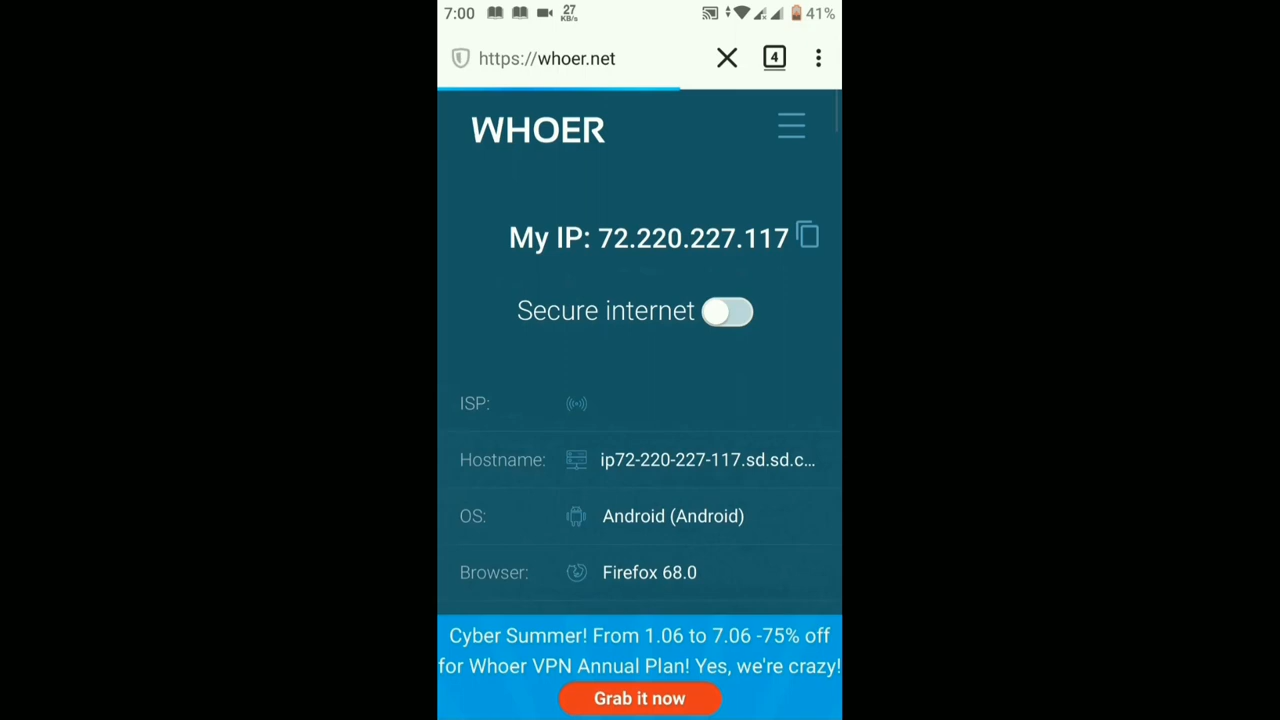 7:00 27 KB/s 41%
https://whoer.net 4
WHOER
My IP: 72.220.227.117
Secure internet
ISP:
Hostname: ip72-220-227-117.sd.sd.c...
OS: Android (Android)
Browser: Firefox 68.0
Cyber Summer! From 1.06 to 7.06 -75% off
for Whoer VPN Annual Plan! Yes, we're crazy!
Grab it now